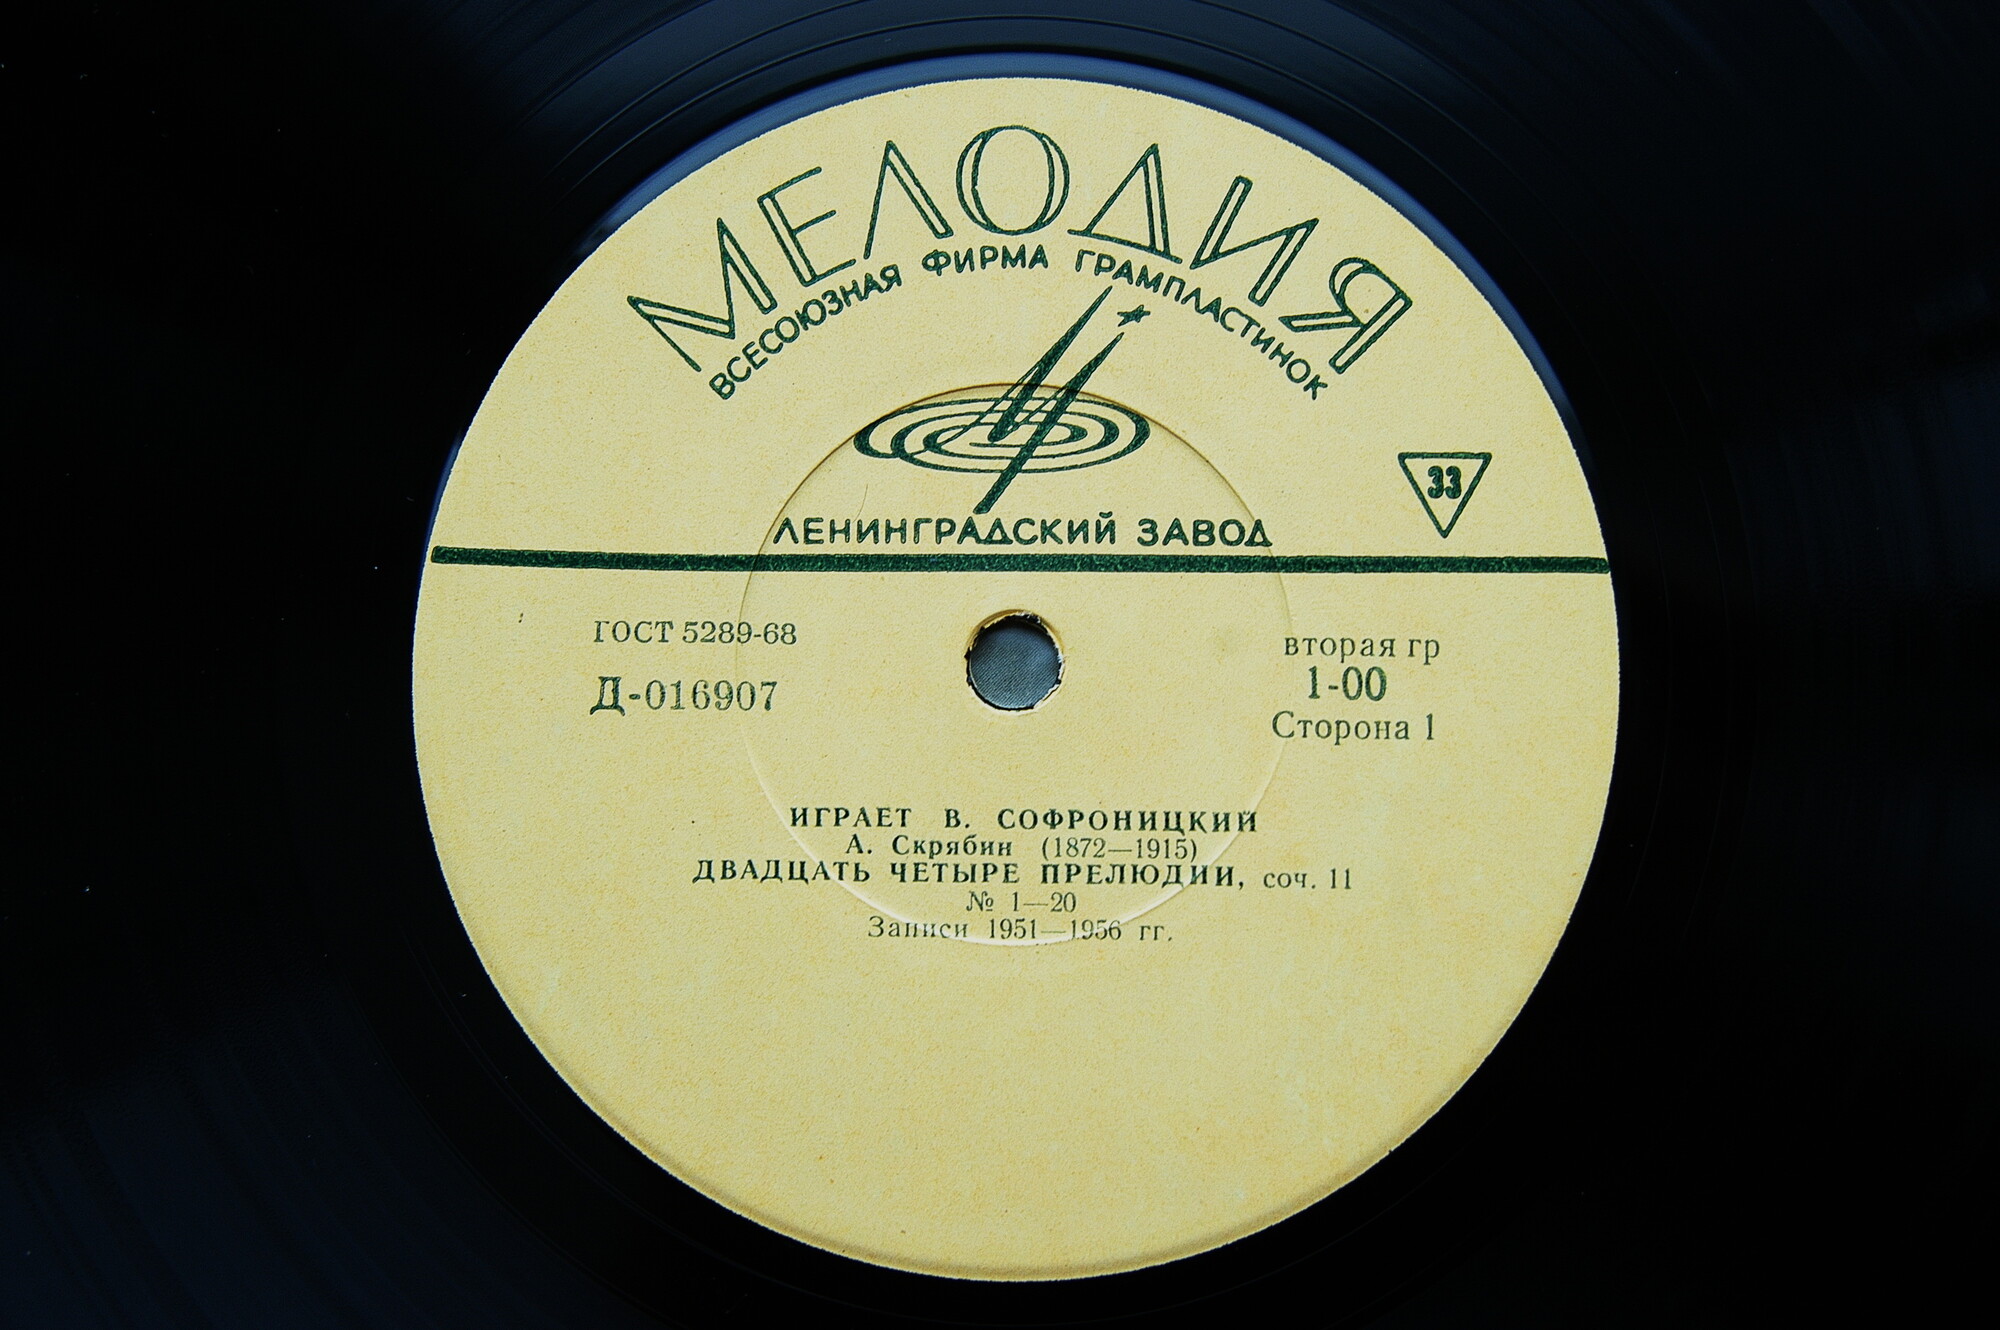 МЕЛОДИЯ
ВСЕСОЮЗНАЯ ФИРМА ГРАМПЛАСТИНОК
33
ЛЕНИНГРАДСКИЙ ЗАВОД
ГОСТ 5289-68
Д-016907
вторая гр
1-00
Сторона 1
ИГРАЕТ В. СОФРОНИЦКИЙ
А. Скрябин (1872—1915)
ДВАДЦАТЬ ЧЕТЫРЕ ПРЕЛЮДИИ, соч. 11
№ 1—20
Записи 1951—1956 гг.